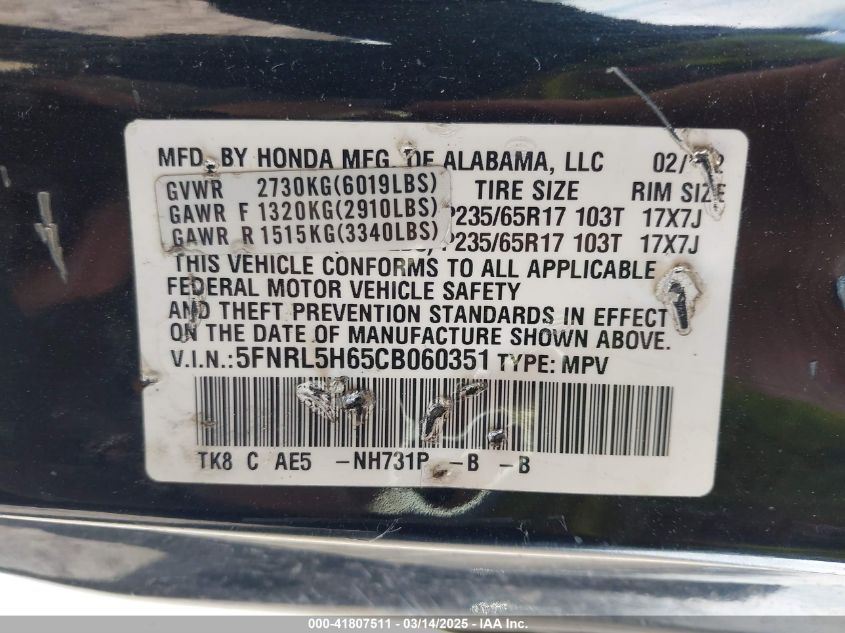 MFD. BY HONDA MFG. OF ALABAMA, LLC 02/
GVWR 2730KG(6019LBS) TIRE SIZE RIM SIZE
GAWR F 1320KG(2910LBS) P235/65R17 103T 17X7J
GAWR R 1515KG(3340LBS) P235/65R17 103T 17X7J
THIS VEHICLE CONFORMS TO ALL APPLICABLE
FEDERAL MOTOR VEHICLE SAFETY
AND THEFT PREVENTION STANDARDS IN EFFECT
ON THE DATE OF MANUFACTURE SHOWN ABOVE.
V.I.N.:5FNRL5H65CB060351 TYPE: MPV
TK8 C AE5 -NH731P -B -B
000-41807511 - 03/14/2025 - IAA Inc.